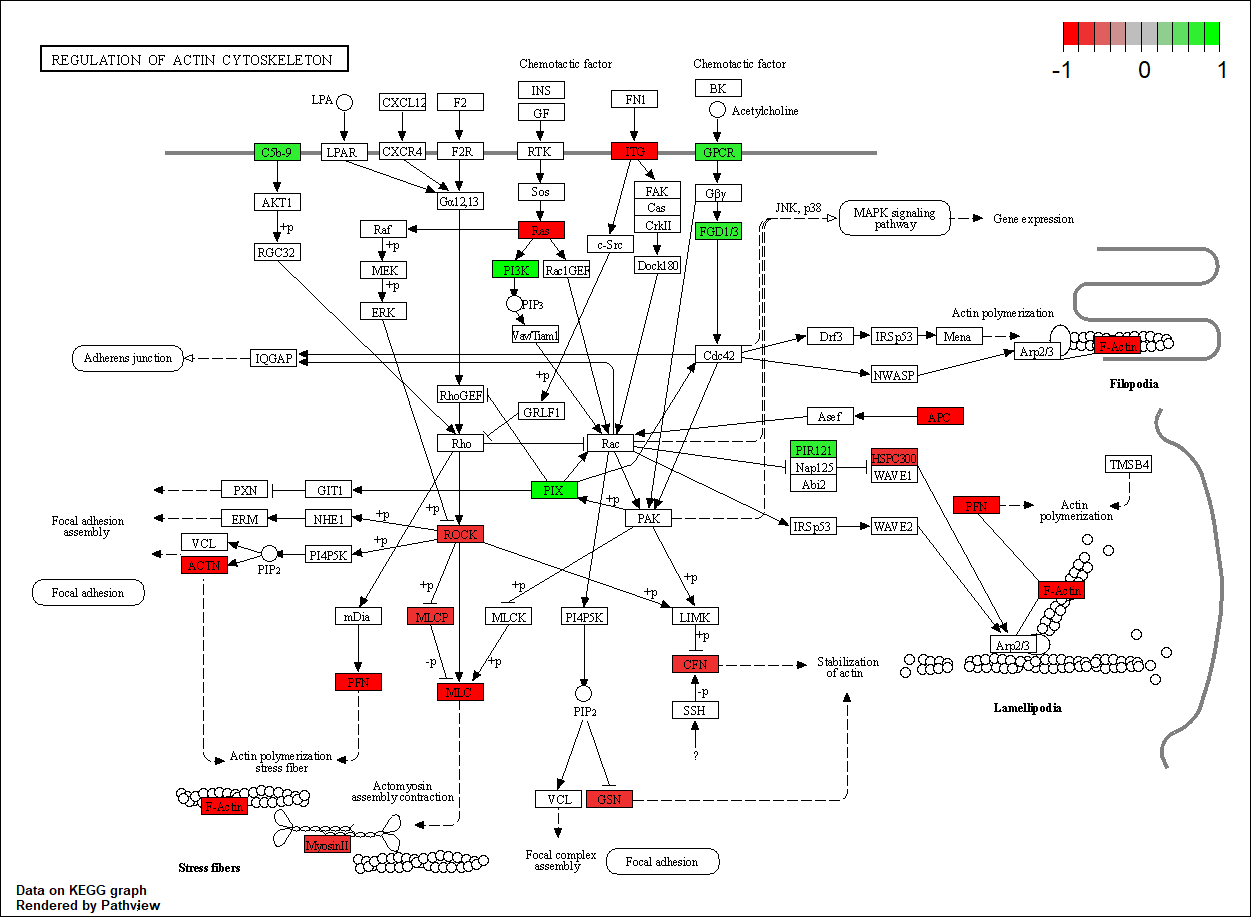 REGULATION OF ACTIN CYTOSKELETON
-1 0 1
Chemotactic factor
Chemotactic factor
LPA
CXCL12
F2
INS
GF
FN1
BK
Acetylcholine
C5b-9
LPAR
CXCR4
F2R
RTK
ITG
GPCR
AKT1
Gα12,13
Sos
FAK
Cas
CrkII
Gβγ
JNK, p38
MAPK signaling
pathway
Gene expression
+p
RGC32
Raf
+p
MEK
+p
ERK
Ras
PI3K
Rac1GEF
c-Src
Dock180
FGD1/3
PIP3
Vav/Tiam1
Actin polymerization
Adherens junction
IQGAP
Cdc42
Drf3
IRSp53
Mena
Arp2/3
F-Actin
NWASP
Filopodia
+p
RhoGEF
GRLF1
Rho
Rac
Asef
APC
PIR121
Nap125
Abi2
HSPC300
WAVE1
TMSB4
PXN
GIT1
PIX
+p
PAK
IRSp53
WAVE2
PFN
Actin
polymerization
Focal adhesion
assembly
ERM
NHE1
+p
+p
ROCK
VCL
ACTN
PIP2
PI4P5K
+p
Focal adhesion
mDia
+p
MLCP
+p
MLCK
PI4P5K
+p
+p
LIMK
F-Actin
Arp2/3
-p
+p
+p
CFN
Stabilization
of actin
PFN
MLC
-p
SSH
?
PIP2
Lamellipodia
Actin polymerization
stress fiber
Actomyosin
assembly contraction
F-Actin
VCL
GSN
MyosinII
Stress fibers
Focal complex
assembly
Focal adhesion
Data on KEGG graph
Rendered by Pathview